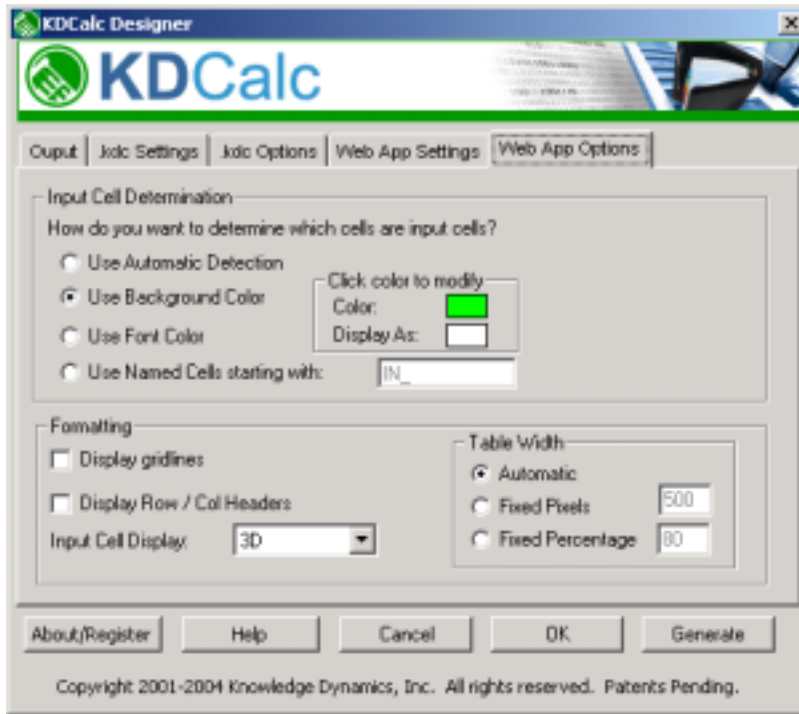 KDCalc Designer
KDCalc
Ouput .kdc Settings .kdc Options Web App Settings Web App Options
Input Cell Determination
How do you want to determine which cells are input cells?
Use Automatic Detection
Click color to modify
Use Background Color Color:
Use Font Color Display As:
Use Named Cells starting with: IN_
Formatting
Table Width
Display gridlines
Automatic
Display Row / Col Headers
Fixed Pixels 500
Input Cell Display: 3D
Fixed Percentage 80
About/Register Help Cancel OK Generate
Copyright 2001-2004 Knowledge Dynamics, Inc. All rights reserved. Patents Pending.